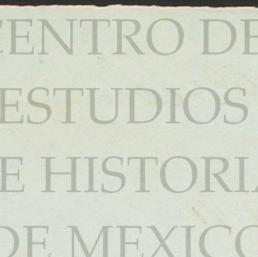 CENTRO DE
ESTUDIOS
E HISTORIA
DE MEXICO